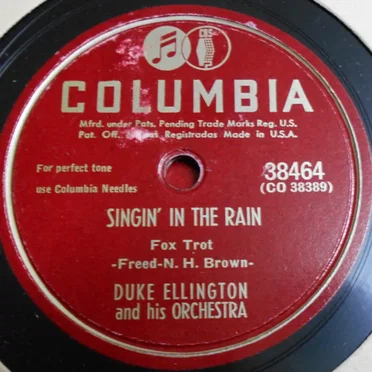 CBS
COLUMBIA
Mfrd. under Pats. Pending Trade Marks Reg. U.S.
Pat. Off. Registradas Made in U.S.A.
For perfect tone
use Columbia Needles
38464
(CO 38389)
SINGIN' IN THE RAIN
Fox Trot
-Freed-N. H. Brown-
DUKE ELLINGTON
and his ORCHESTRA